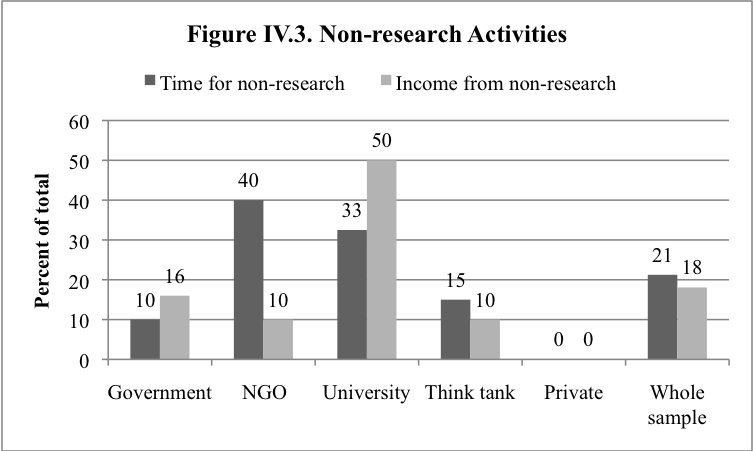 Figure IV.3. Non-research Activities
Time for non-research Income from non-research
Percent of total
60
50
40
30
20
10
0
10 16
40 10
33 50
15 10
0 0
21 18
Government NGO University Think tank Private Whole
sample